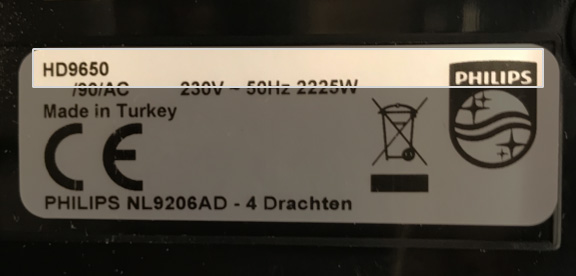 HD9650
/90/AC 230V ~ 50Hz 2225W
PHILIPS
Made in Turkey
CE
PHILIPS NL9206AD - 4 Drachten